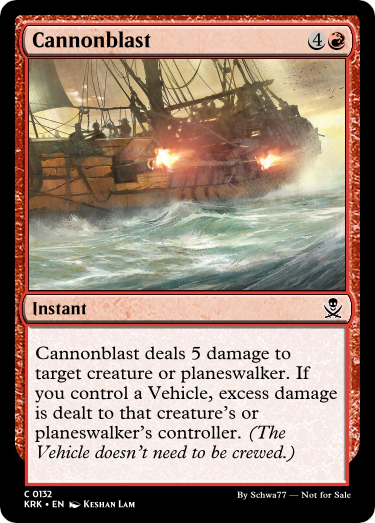 Cannonblast 4
Instant
Cannonblast deals 5 damage to
target creature or planeswalker. If
you control a Vehicle, excess damage
is dealt to that creature's or
planeswalker's controller. (The
Vehicle doesn't need to be crewed.)
C 0132
KRK • EN Keshan Lam
By Schwa77 — Not for Sale